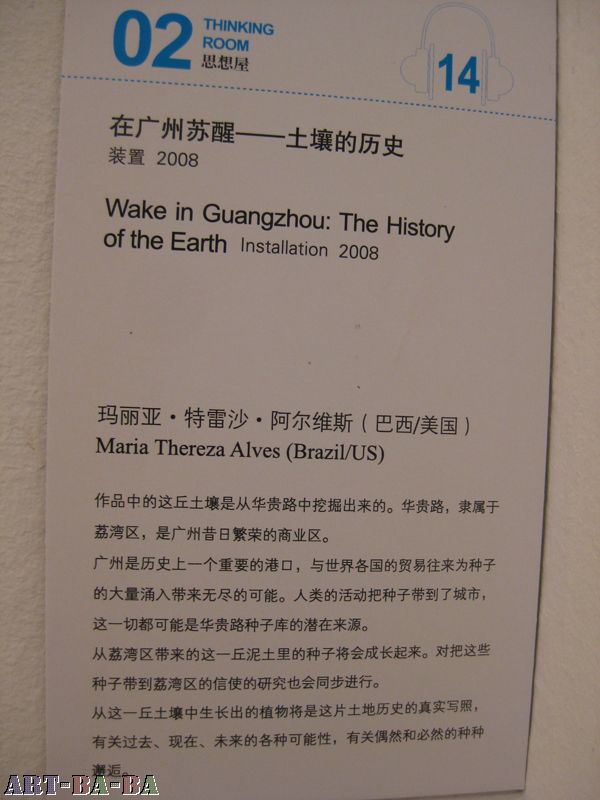 02 THINKING
ROOM
思想屋
14
在广州苏醒——土壤的历史
装置 2008
Wake in Guangzhou: The History
of the Earth Installation 2008
玛丽亚·特雷沙·阿尔维斯（巴西/美国）
Maria Thereza Alves (Brazil/US)
作品中的这丘土壤是从华贵路中挖掘出来的。华贵路，隶属于
荔湾区，是广州昔日繁荣的商业区。
广州是历史上一个重要的港口，与世界各国的贸易往来为种子
的大量涌入带来无尽的可能。人类的活动把种子带到了城市，
这一切都可能是华贵路种子库的潜在来源。
从荔湾区带来的这一丘泥土里的种子将会成长起来。对把这些
种子带到荔湾区的信使的研究也会同步进行。
从这一丘土壤中生长出的植物将是这片土地历史的真实写照，
有关过去、现在、未来的各种可能性，有关偶然和必然的种种
邂逅。
ART-BA-BA